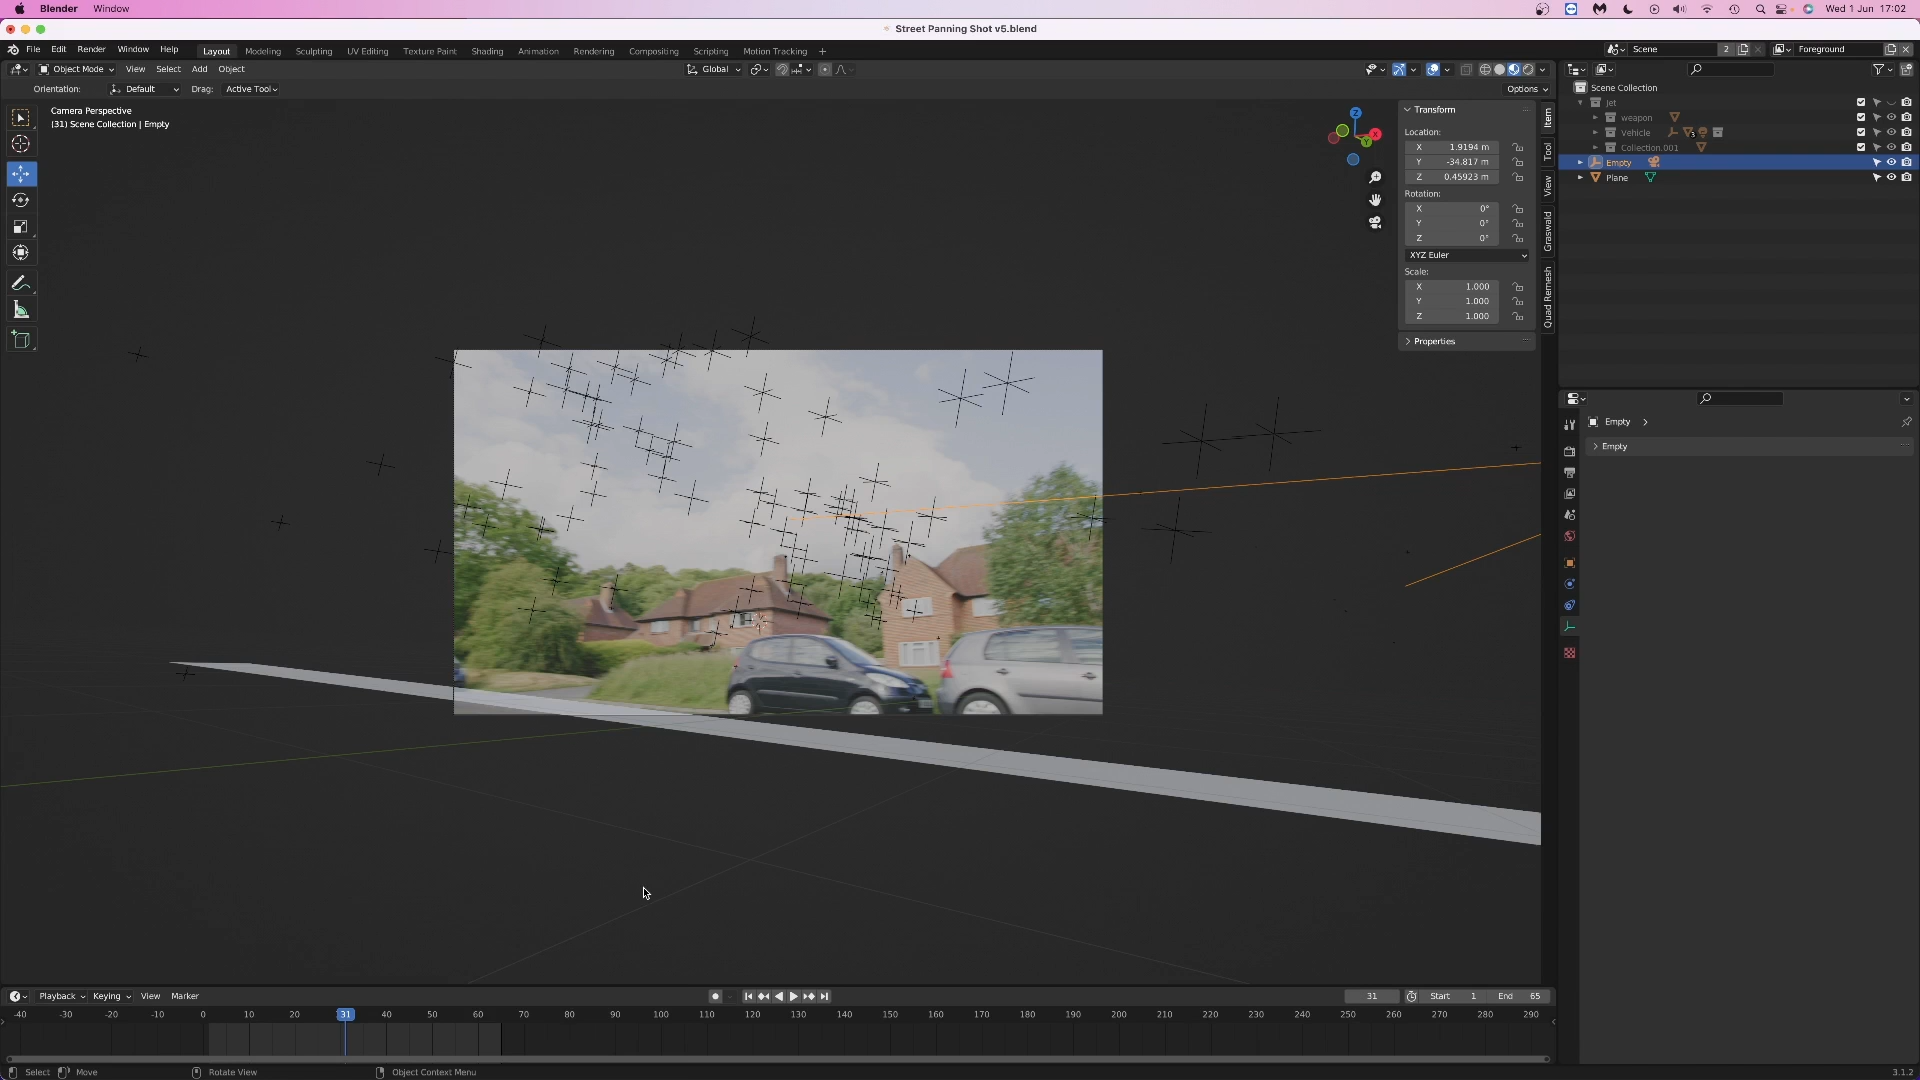 Blender Window Wed 1 Jun 17:02
Street Panning Shot v5.blend
File Edit Render Window Help Layout Modeling Sculpting UV Editing Texture Paint Shading Animation Rendering Compositing Scripting Motion Tracking + Scene 2 Foreground
Object Mode View Select Add Object Global
Orientation: Default Drag: Active Tool Options
Camera Perspective
(31) Scene Collection | Empty
Z
X
Y
Transform
Location:
X 1.9194 m
Y -34.817 m
Z 0.45923 m
Rotation:
X 0°
Y 0°
Z 0°
XYZ Euler
Scale:
X 1.000
Y 1.000
Z 1.000
Properties
Item
Tool
View
Graswald
Quad Remesh
Scene Collection
Jet
weapon
Vehicle 3
Collection.001
Empty
Plane
Empty
Empty
Playback Keying View Marker 31 Start 1 End 65
-40 -30 -20 -10 0 10 20 31 40 50 60 70 80 90 100 110 120 130 140 150 160 170 180 190 200 210 220 230 240 250 260 270 280 290
Select Move Rotate View Object Context Menu 3.1.2